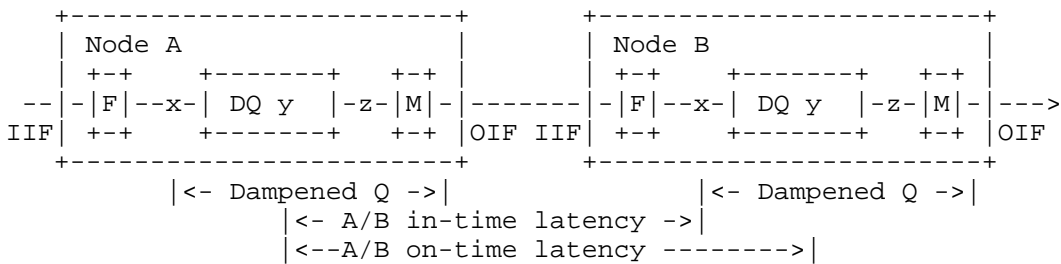 +------------------------+         +------------------------+
| Node A                 |         | Node B                 |
|  +-+     +-------+   +-+ |       |  +-+     +-------+   +-+ |
--|-|F|--x-| DQ y  |-z-|M|-|-------|-|F|--x-| DQ y  |-z-|M|-|--->
IIF|  +-+     +-------+   +-+ |OIF IIF|  +-+     +-------+   +-+ |OIF
+------------------------+         +------------------------+
|<- Dampened Q ->|                 |<- Dampened Q ->|
|<- A/B in-time latency ->|
|<--A/B on-time latency -------->|